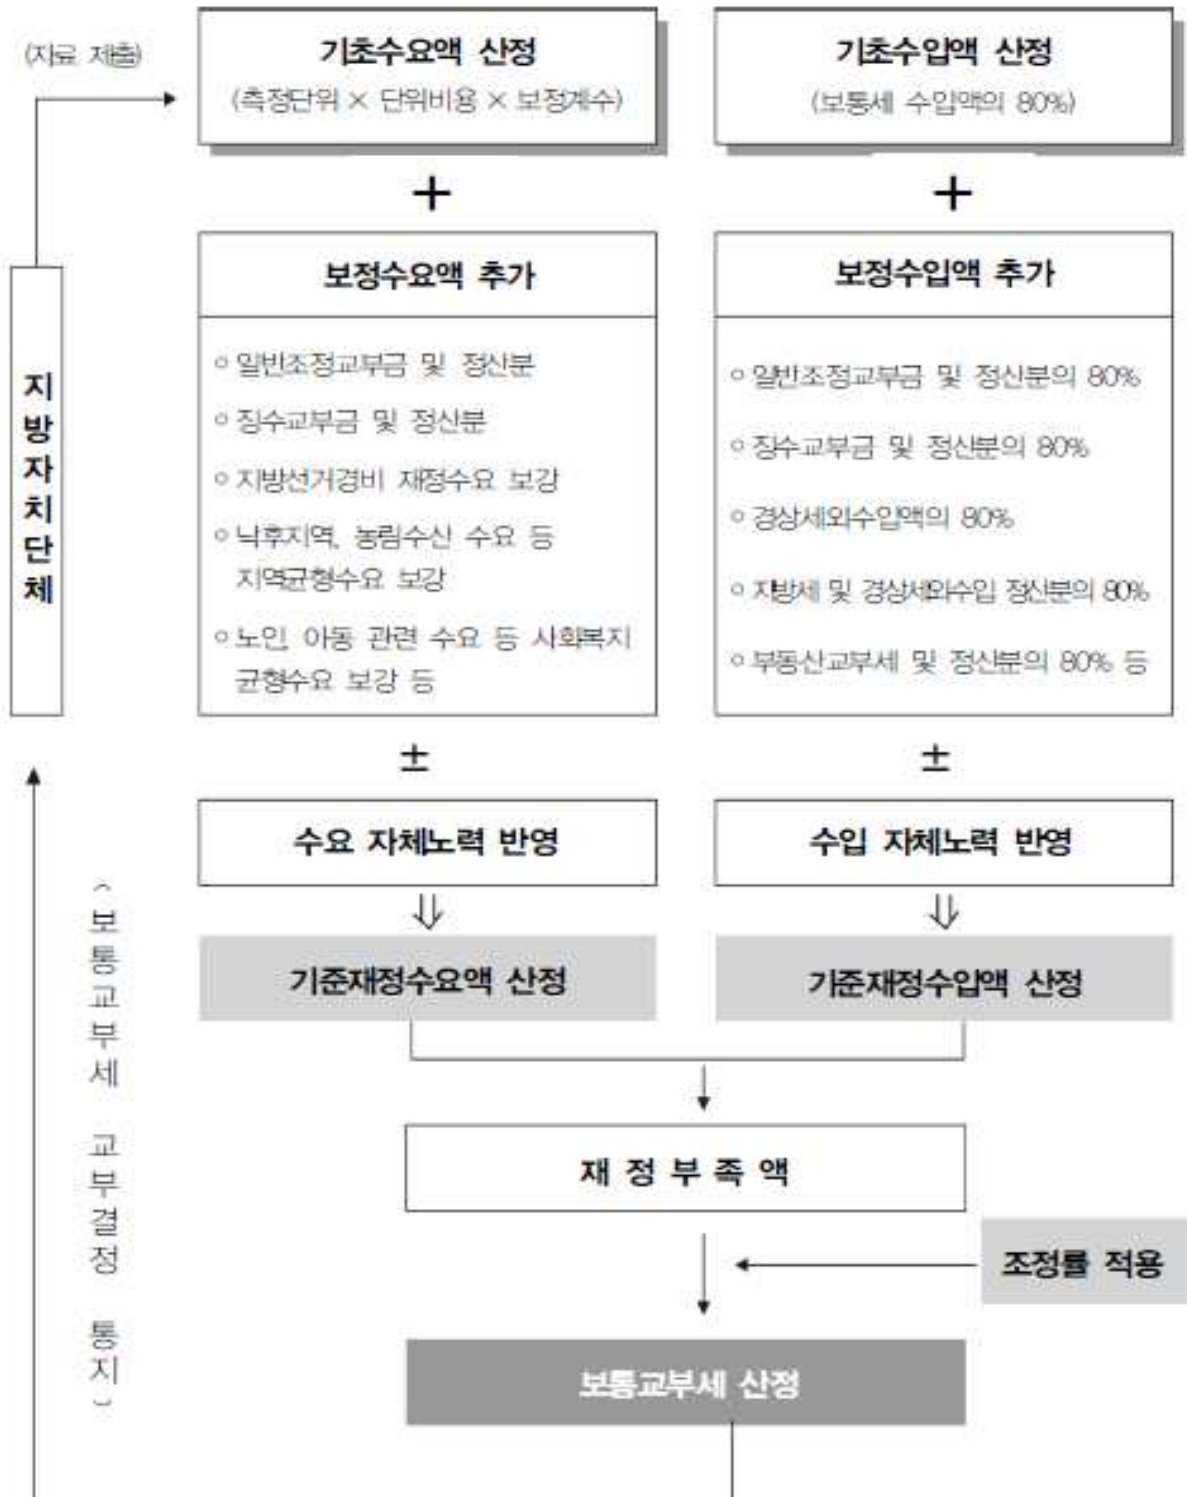 (자료 제출)
기초수요액 산정
(측정단위 × 단위비용 × 보정계수)
기초수입액 산정
(보통세 수입액의 80%)
+
+
지방자치단체
보정수요액 추가
○ 일반조정교부금 및 정산분
○ 징수교부금 및 정산분
○ 지방선거경비 재정수요 보강
○ 낙후지역, 농림수산 수요 등
지역균형수요 보강
○ 노인, 아동 관련 수요 등 사회복지
균형수요 보강 등
보정수입액 추가
○ 일반조정교부금 및 정산분의 80%
○ 징수교부금 및 정산분의 80%
○ 경상세외수입액의 80%
○ 지방세 및 경상세외수입 정산분의 80%
○ 부동산교부세 및 정산분의 80% 등
±
±
수요 자체노력 반영
수입 자체노력 반영
기준재정수요액 산정
기준재정수입액 산정
(보통교부세 교부결정 통지)
재 정 부 족 액
조정률 적용
보통교부세 산정